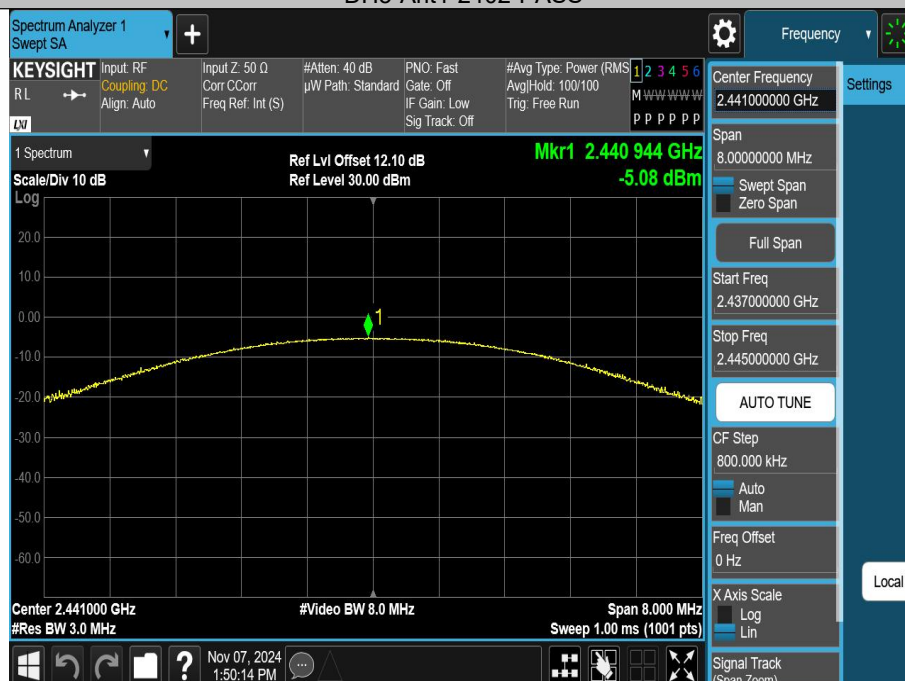 Spectrum Analyzer 1
Swept SA
+
Frequency
KEYSIGHT
RL
LXI
Input: RF
Coupling: DC
Align: Auto
Input Z: 50 Ω
Corr CCorr
Freq Ref: Int (S)
#Atten: 40 dB
µW Path: Standard
PNO: Fast
Gate: Off
IF Gain: Low
Sig Track: Off
#Avg Type: Power (RMS
Avg|Hold: 100/100
Trig: Free Run
1 2 3 4 5 6
M W W W W W
P P P P P P
Center Frequency
2.441000000 GHz
Settings
1 Spectrum
Scale/Div 10 dB
Log
Ref Lvl Offset 12.10 dB
Ref Level 30.00 dBm
Mkr1 2.440 944 GHz
-5.08 dBm
Span
8.00000000 MHz
Swept Span
Zero Span
Full Span
Start Freq
2.437000000 GHz
Stop Freq
2.445000000 GHz
AUTO TUNE
CF Step
800.000 kHz
Auto
Man
Freq Offset
0 Hz
X Axis Scale
Log
Lin
Signal Track
(Span Zoom)
Local
20.0
10.0
0.00
1
-10.0
-20.0
-30.0
-40.0
-50.0
-60.0
Center 2.441000 GHz
#Video BW 8.0 MHz
Span 8.000 MHz
#Res BW 3.0 MHz
Sweep 1.00 ms (1001 pts)
?
Nov 07, 2024
1:50:14 PM